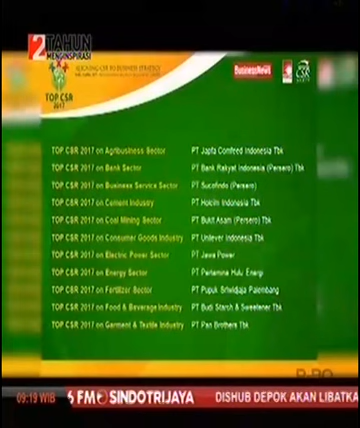 2 TAHUN
MENGINSPIRASI
TOP CSR
2017
BusinessNews
CSR
TOP CSR 2017 on Agribusiness Sector PT Japfa Comfeed Indonesia Tbk
TOP CSR 2017 on Bank Sector PT Bank Rakyat Indonesia (Persero) Tbk
TOP CSR 2017 on Business Service Sector PT Sucofindo (Persero)
TOP CSR 2017 on Cement Industry PT Holcim Indonesia Tbk
TOP CSR 2017 on Coal Mining Sector PT Bukit Asam (Persero) Tbk
TOP CSR 2017 on Consumer Goods Industry PT Unilever Indonesia Tbk
TOP CSR 2017 on Electric Power Sector PT Jawa Power
TOP CSR 2017 on Energy Sector PT Pertamina Hulu Energi
TOP CSR 2017 on Fertilizer Sector PT Pupuk Sriwidjaja Palembang
TOP CSR 2017 on Food & Beverage Industry PT Budi Starch & Sweetener Tbk
TOP CSR 2017 on Garment & Textile Industry PT Pan Brothers Tbk
09:19 WIB 6 FM SINDOTRIJAYA DISHUB DEPOK AKAN LIBATKA